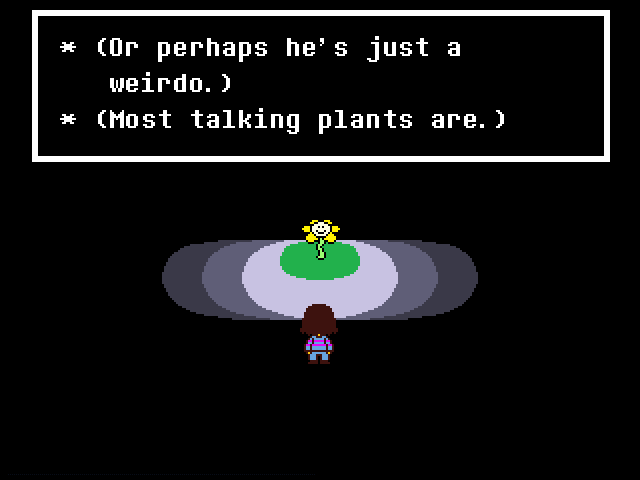 * (Or perhaps he's just a
weirdo.)
* (Most talking plants are.)